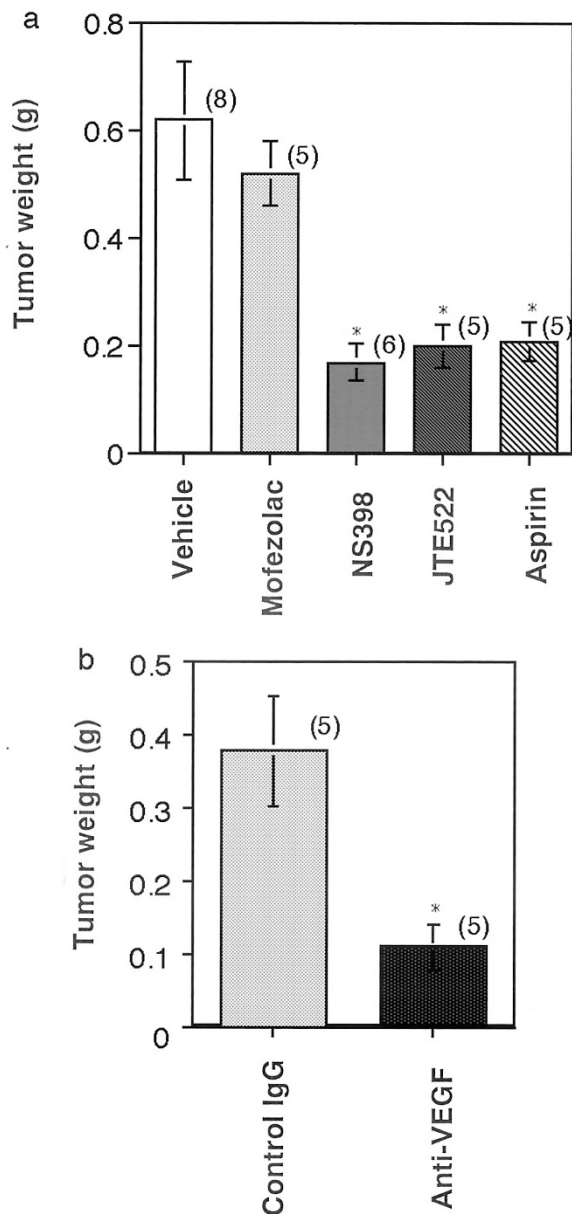 a
Tumor weight (g)
0.8
0.6
0.4
0.2
0
(8)
(5)
*
(6)
*
(5)
*
(5)
Vehicle
Mofezolac
NS398
JTE522
Aspirin
b
Tumor weight (g)
0.5
0.4
0.3
0.2
0.1
0
(5)
*
(5)
Control IgG
Anti-VEGF